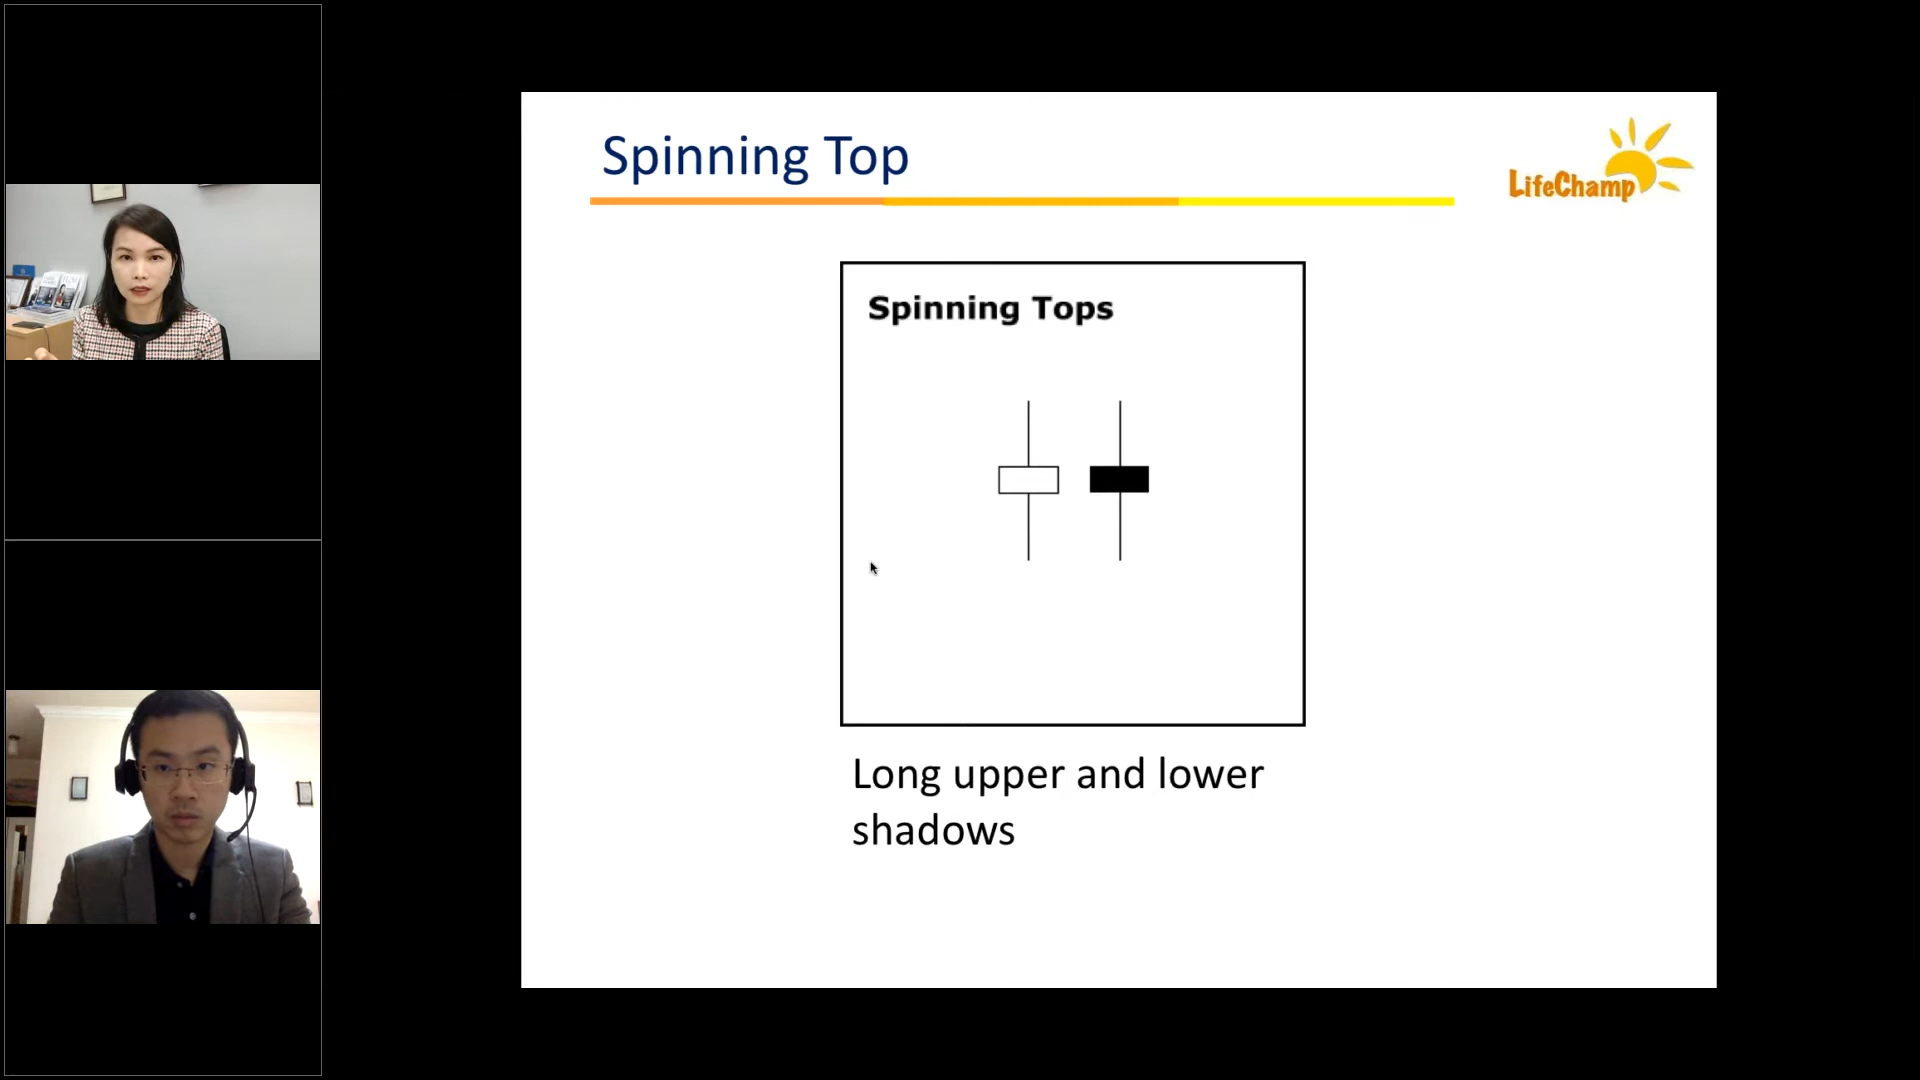 Spinning Top
LifeChamp
Spinning Tops
Long upper and lower
shadows